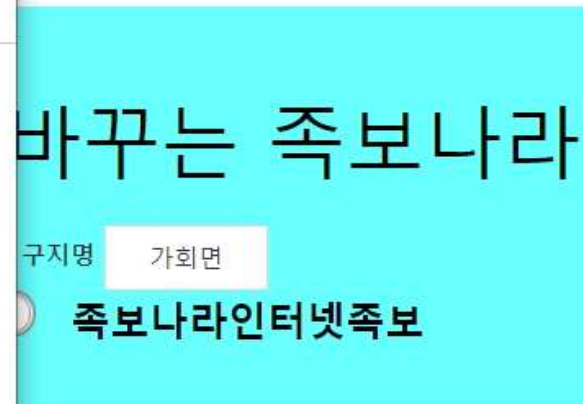 바꾸는 족보나라
구지명 가회면
족보나라인터넷족보